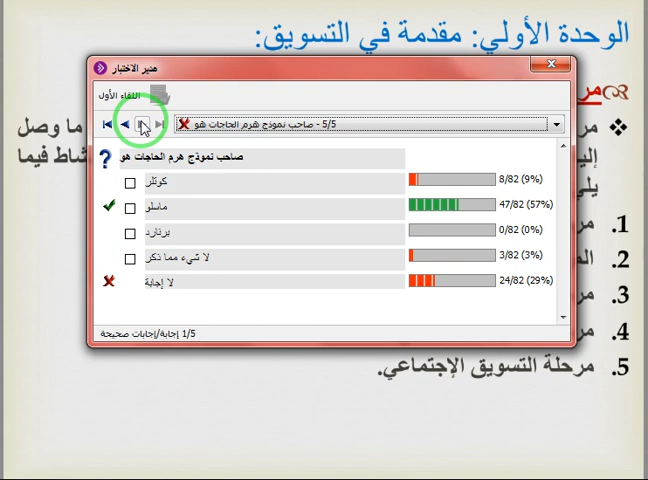 الوحدة الأولي: مقدمة في التسويق:
مدير الاختبار
اللقاء الأول
5/5 - صاحب نموذج هرم الحاجات هو
صاحب نموذج هرم الحاجات هو
كوتلر 8/82 (9%)
ماسلو 47/82 (57%)
برنارد 0/82 (0%)
لا شيء مما ذكر 3/82 (3%)
لا إجابة 24/82 (29%)
1/5 إجابة/إجابات صحيحة
ما وصل
إلي
شاط فيما
يلي
1.
2.
3.
4.
5. مرحلة التسويق الإجتماعي.